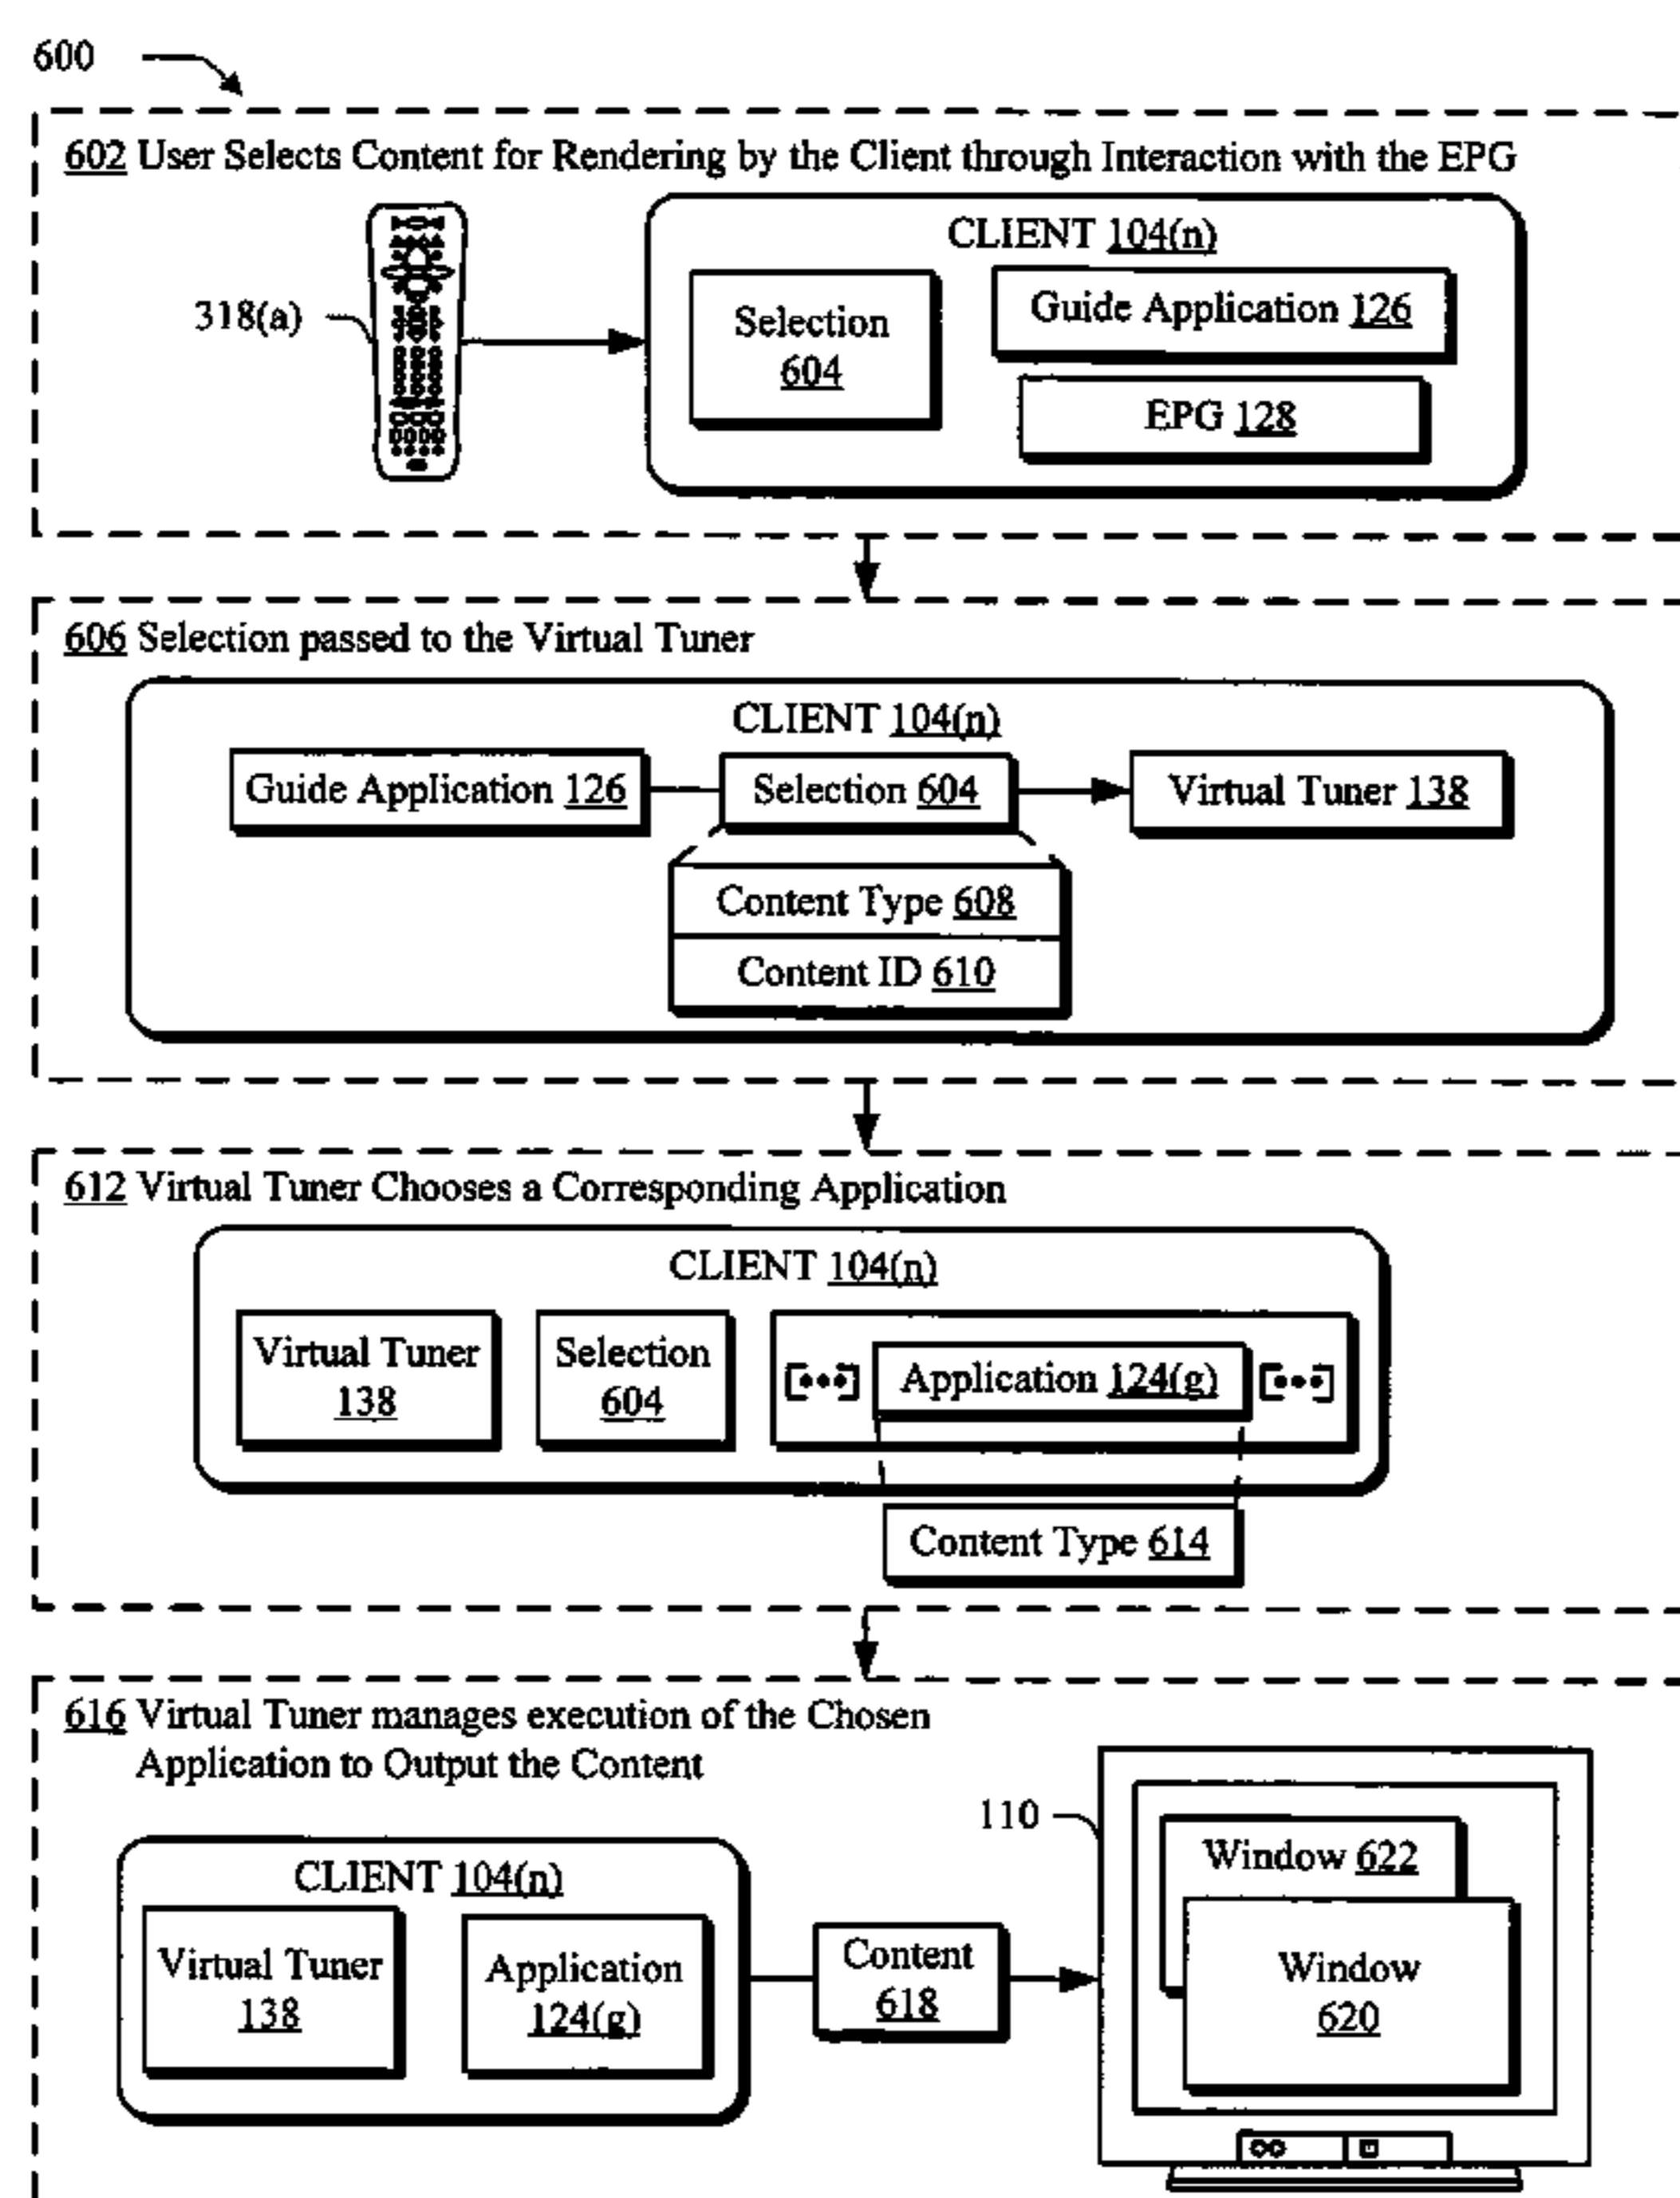 600
602 User Selects Content for Rendering by the Client through Interaction with the EPG
318(a)
CLIENT 104(n)
Selection
604
Guide Application 126
EPG 128
606 Selection passed to the Virtual Tuner
CLIENT 104(n)
Guide Application 126
Selection 604
Virtual Tuner 138
Content Type 608
Content ID 610
612 Virtual Tuner Chooses a Corresponding Application
CLIENT 104(n)
Virtual Tuner
138
Selection
604
[•••] Application 124(g) [•••]
Content Type 614
616 Virtual Tuner manages execution of the Chosen
Application to Output the Content
CLIENT 104(n)
Virtual Tuner
138
Application
124(g)
Content
618
110
Window 622
Window
620